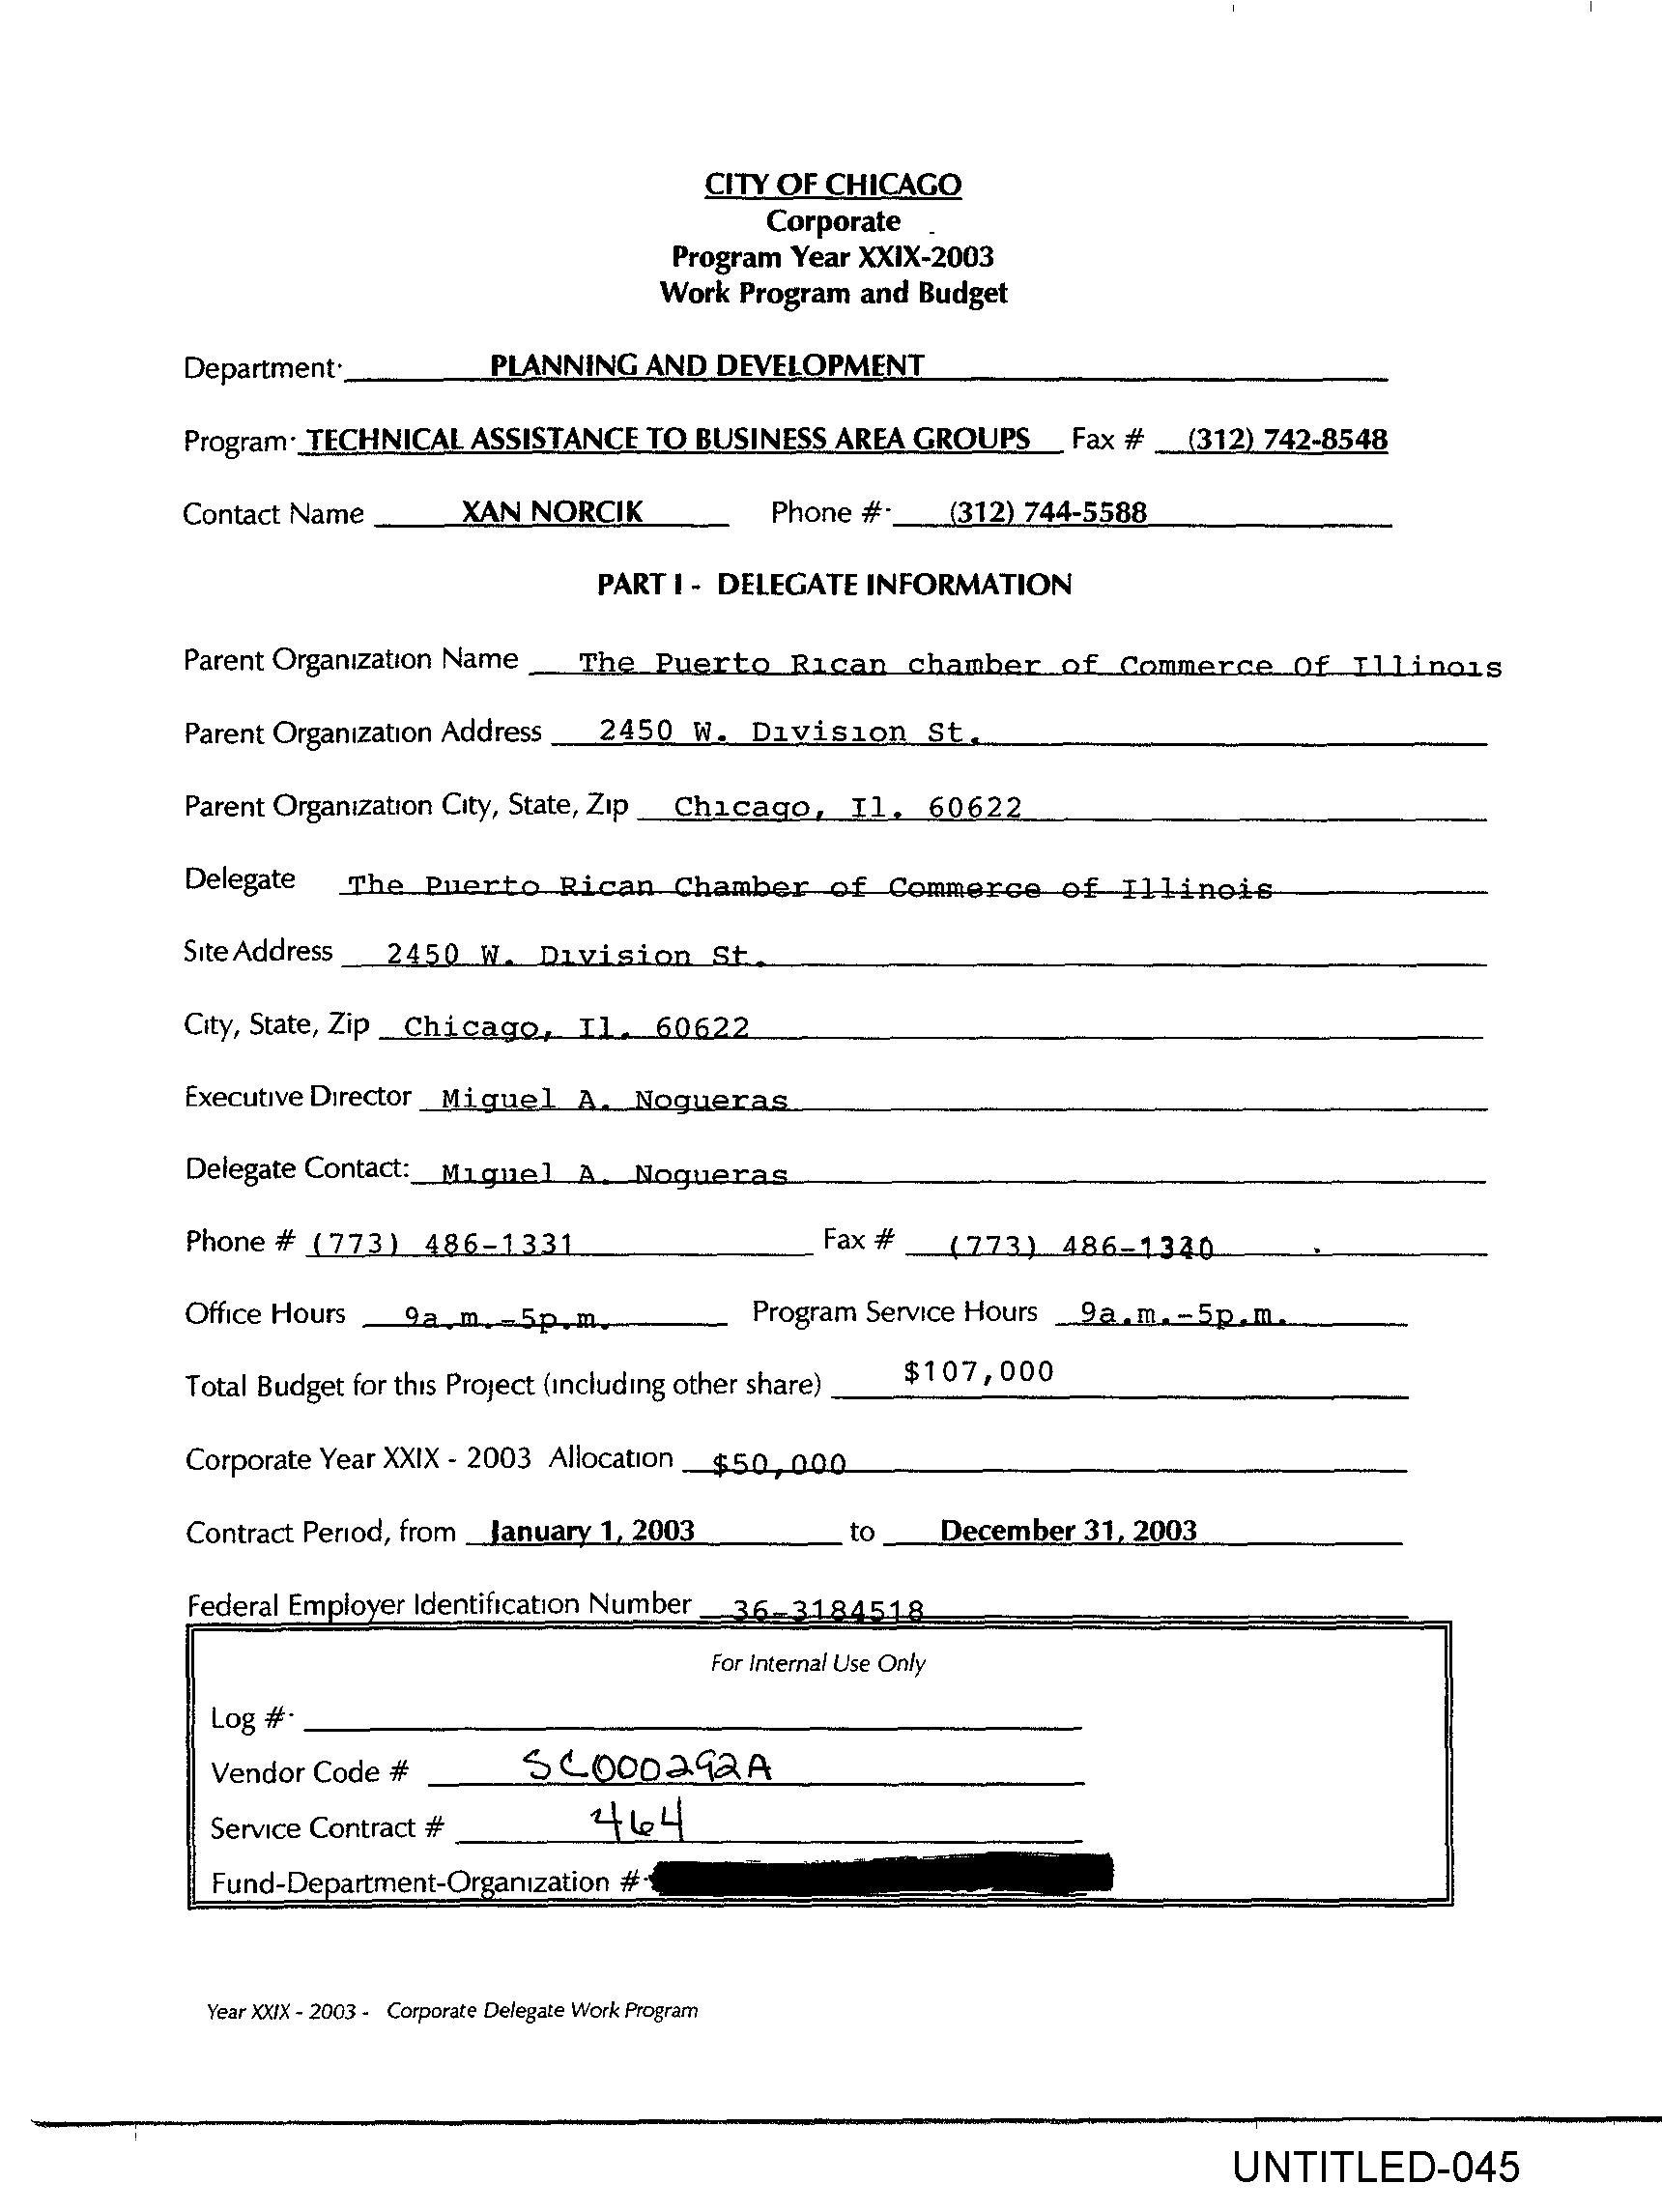 CITY OF CHICAGO
Corporate
Program Year XXIX-2003
Work Program and Budget
Department: PLANNING AND DEVELOPMENT
Program: TECHNICAL ASSISTANCE TO BUSINESS AREA GROUPS Fax # (312) 742-8548
Contact Name XAN NORCIK Phone #: (312) 744-5588
PART I - DELEGATE INFORMATION
Parent Organization Name The Puerto Rican chamber of Commerce Of Illinois
Parent Organization Address 2450 W. Division St.
Parent Organization City, State, Zip Chicago, Il. 60622
Delegate The Puerto Rican Chamber of Commerce of Illinois
Site Address 2450 W. Division St.
City, State, Zip Chicago, Il. 60622
Executive Director Miguel A. Nogueras
Delegate Contact: Miguel A. Nogueras
Phone # (773) 486-1331 Fax # (773)
Office Hours 9a.m.-5p.m. Program Service Hours 9a.m.-5p.m.
Total Budget for this Project (including other share) $107,000
Corporate Year XXIX - 2003 Allocation $50,000
Contract Period, from January 1, 2003 to December 31, 2003
Federal Employer Identification Number 36-3184518
For Internal Use Only
Log #:
Vendor Code # SC000292A
Service Contract # 464
Fund-Department-Organization #:
Year XXIX - 2003 - Corporate Delegate Work Program
UNTITLED-045